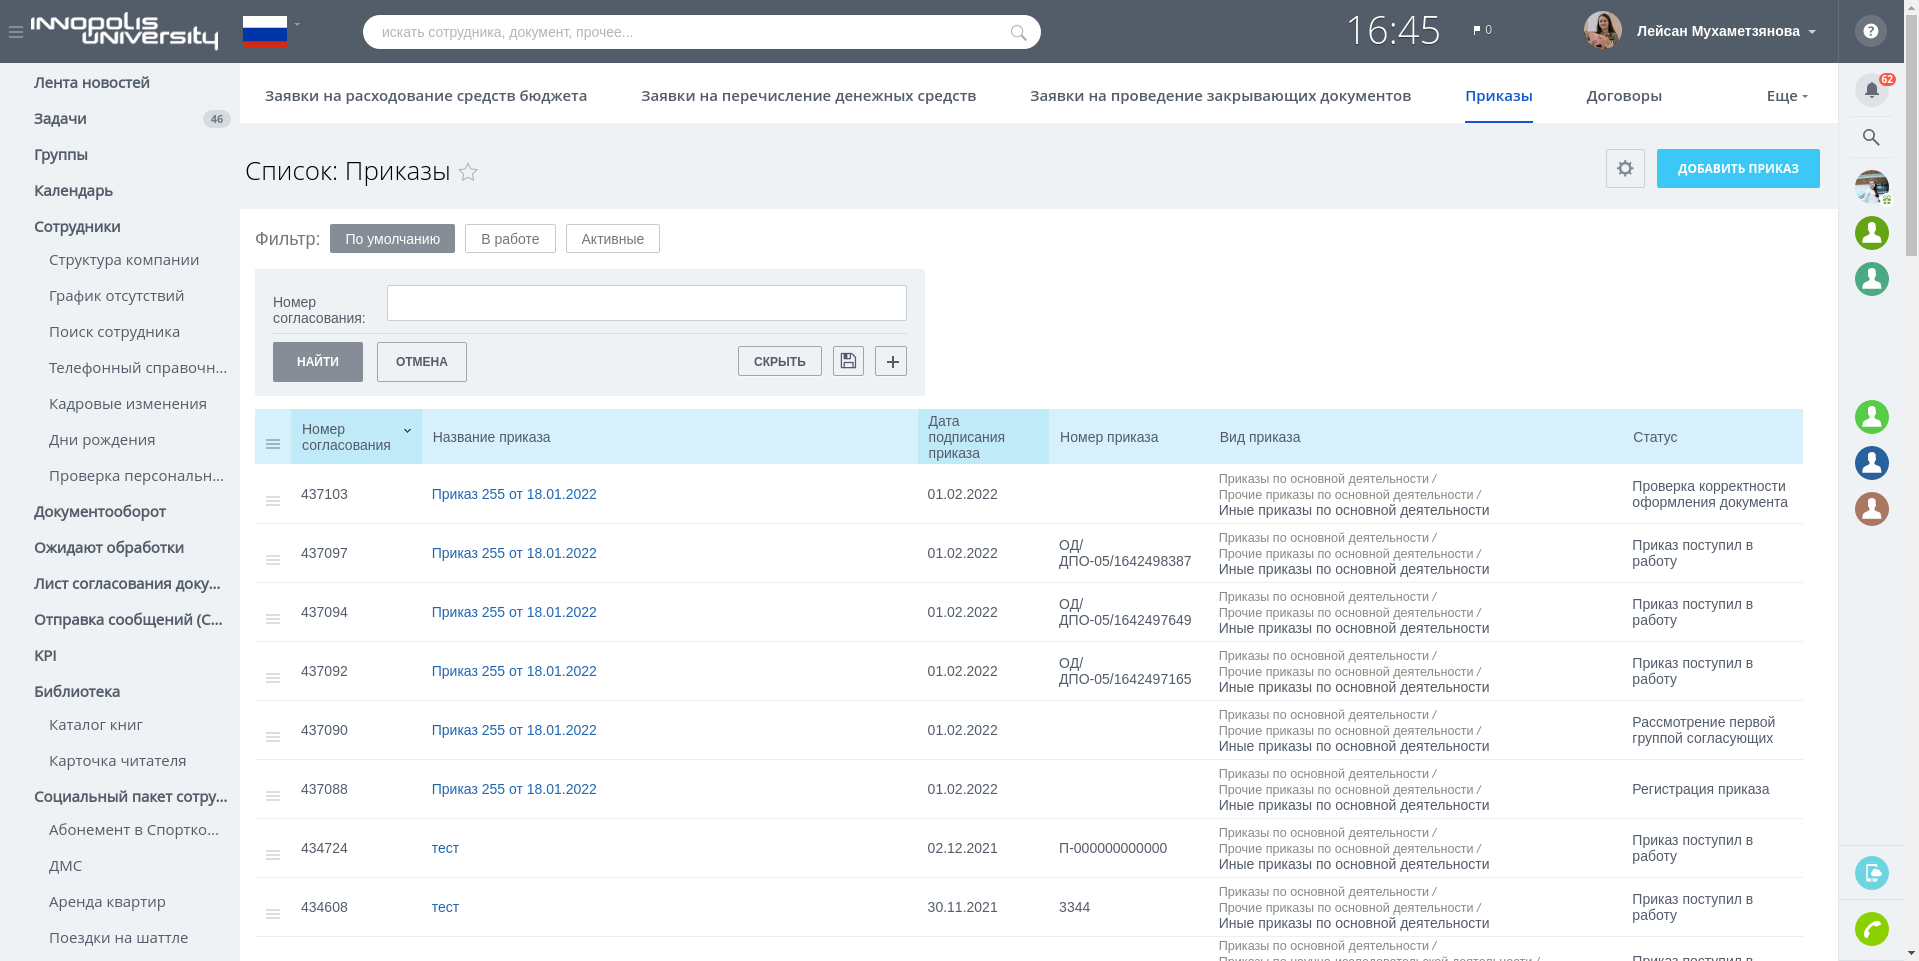 innopolis
university
искать сотрудника, документ, прочее...
16:45
0
Лейсан Мухаметзянова
?
62
Лента новостей
Задачи
46
Группы
Календарь
Сотрудники
Структура компании
График отсутствий
Поиск сотрудника
Телефонный справочн...
Кадровые изменения
Дни рождения
Проверка персональн...
Документооборот
Ожидают обработки
Лист согласования доку...
Отправка сообщений (С...
KPI
Библиотека
Каталог книг
Карточка читателя
Социальный пакет сотру...
Абонемент в Спортко...
ДМС
Аренда квартир
Поездки на шаттле
Заявки на расходование средств бюджета
Заявки на перечисление денежных средств
Заявки на проведение закрывающих документов
Приказы
Договоры
Еще
Список: Приказы
ДОБАВИТЬ ПРИКАЗ
Фильтр:
По умолчанию
В работе
Активные
Номер
согласования:
НАЙТИ
ОТМЕНА
СКРЫТЬ
Номер
согласования
Название приказа
Дата
подписания
приказа
Номер приказа
Вид приказа
Статус
437103
Приказ 255 от 18.01.2022
01.02.2022
Приказы по основной деятельности /
Прочие приказы по основной деятельности /
Иные приказы по основной деятельности
Проверка корректности
оформления документа
437097
Приказ 255 от 18.01.2022
01.02.2022
ОД/
ДПО-05/1642498387
Приказы по основной деятельности /
Прочие приказы по основной деятельности /
Иные приказы по основной деятельности
Приказ поступил в
работу
437094
Приказ 255 от 18.01.2022
01.02.2022
ОД/
ДПО-05/1642497649
Приказы по основной деятельности /
Прочие приказы по основной деятельности /
Иные приказы по основной деятельности
Приказ поступил в
работу
437092
Приказ 255 от 18.01.2022
01.02.2022
ОД/
ДПО-05/1642497165
Приказы по основной деятельности /
Прочие приказы по основной деятельности /
Иные приказы по основной деятельности
Приказ поступил в
работу
437090
Приказ 255 от 18.01.2022
01.02.2022
Приказы по основной деятельности /
Прочие приказы по основной деятельности /
Иные приказы по основной деятельности
Рассмотрение первой
группой согласующих
437088
Приказ 255 от 18.01.2022
01.02.2022
Приказы по основной деятельности /
Прочие приказы по основной деятельности /
Иные приказы по основной деятельности
Регистрация приказа
434724
тест
02.12.2021
П-000000000000
Приказы по основной деятельности /
Прочие приказы по основной деятельности /
Иные приказы по основной деятельности
Приказ поступил в
работу
434608
тест
30.11.2021
3344
Приказы по основной деятельности /
Прочие приказы по основной деятельности /
Иные приказы по основной деятельности
Приказ поступил в
работу
Приказы по основной деятельности /
Приказы по научно-исследовательской деятельности /
Приказ поступил в